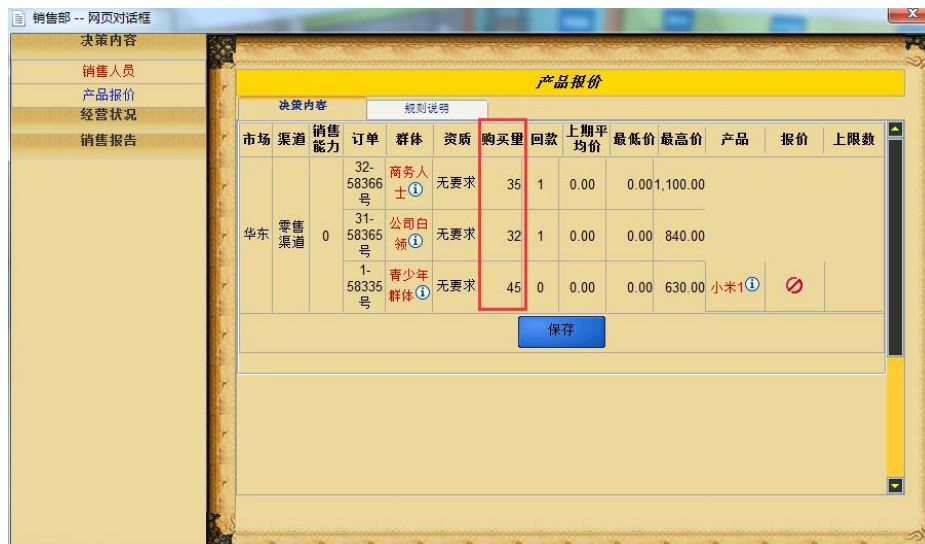 销售部 -- 网页对话框
决策内容
销售人员
产品报价
经营状况
销售报告
产品报价
决策内容 规则说明
市场 渠道 销售能力 订单 群体 资质 购买量 回款 上期平均价 最低价 最高价 产品 报价 上限数
华东 零售渠道 0 32-58366号 商务人士 无要求 35 1 0.00 0.00 1,100.00
31-58365号 公司白领 无要求 32 1 0.00 0.00 840.00
1-58335号 青少年群体 无要求 45 0 0.00 0.00 630.00 小米1
保存